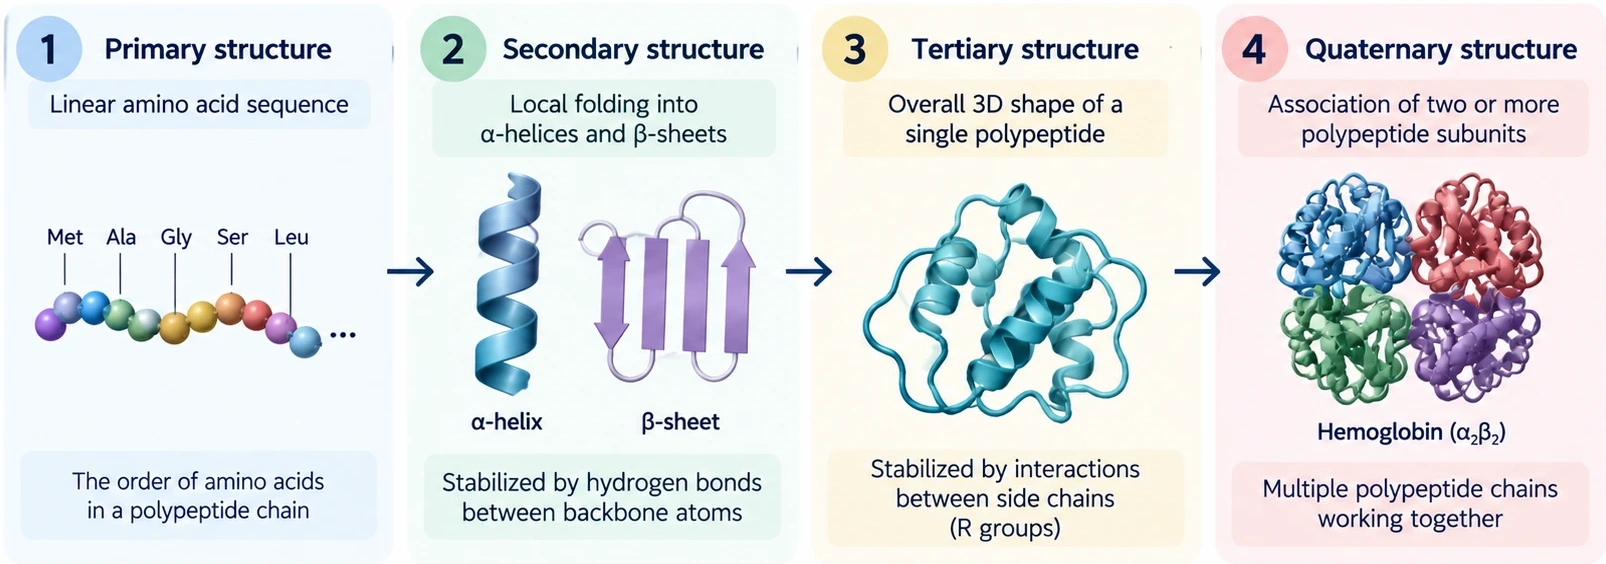 1 Primary structure
Linear amino acid sequence
Met Ala Gly Ser Leu
...
The order of amino acids
in a polypeptide chain
2 Secondary structure
Local folding into
α-helices and β-sheets
α-helix β-sheet
Stabilized by hydrogen bonds
between backbone atoms
3 Tertiary structure
Overall 3D shape of a
single polypeptide
Stabilized by interactions
between side chains
(R groups)
4 Quaternary structure
Association of two or more
polypeptide subunits
Hemoglobin (α₂β₂)
Multiple polypeptide chains
working together